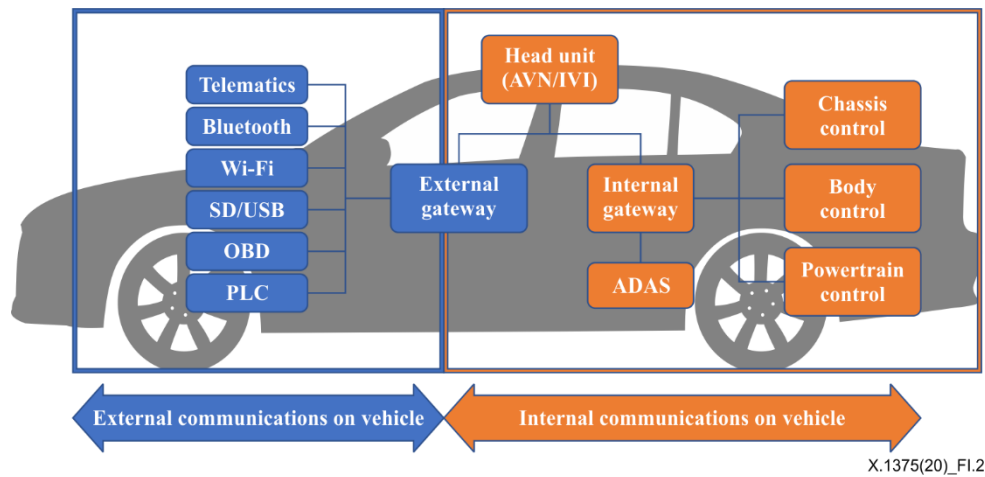 Head unit
(AVN/IVI)
Telematics
Bluetooth
Wi-Fi
SD/USB
OBD
PLC
External
gateway
Internal
gateway
ADAS
Chassis
control
Body
control
Powertrain
control
External communications on vehicle
Internal communications on vehicle
X.1375(20)_FI.2